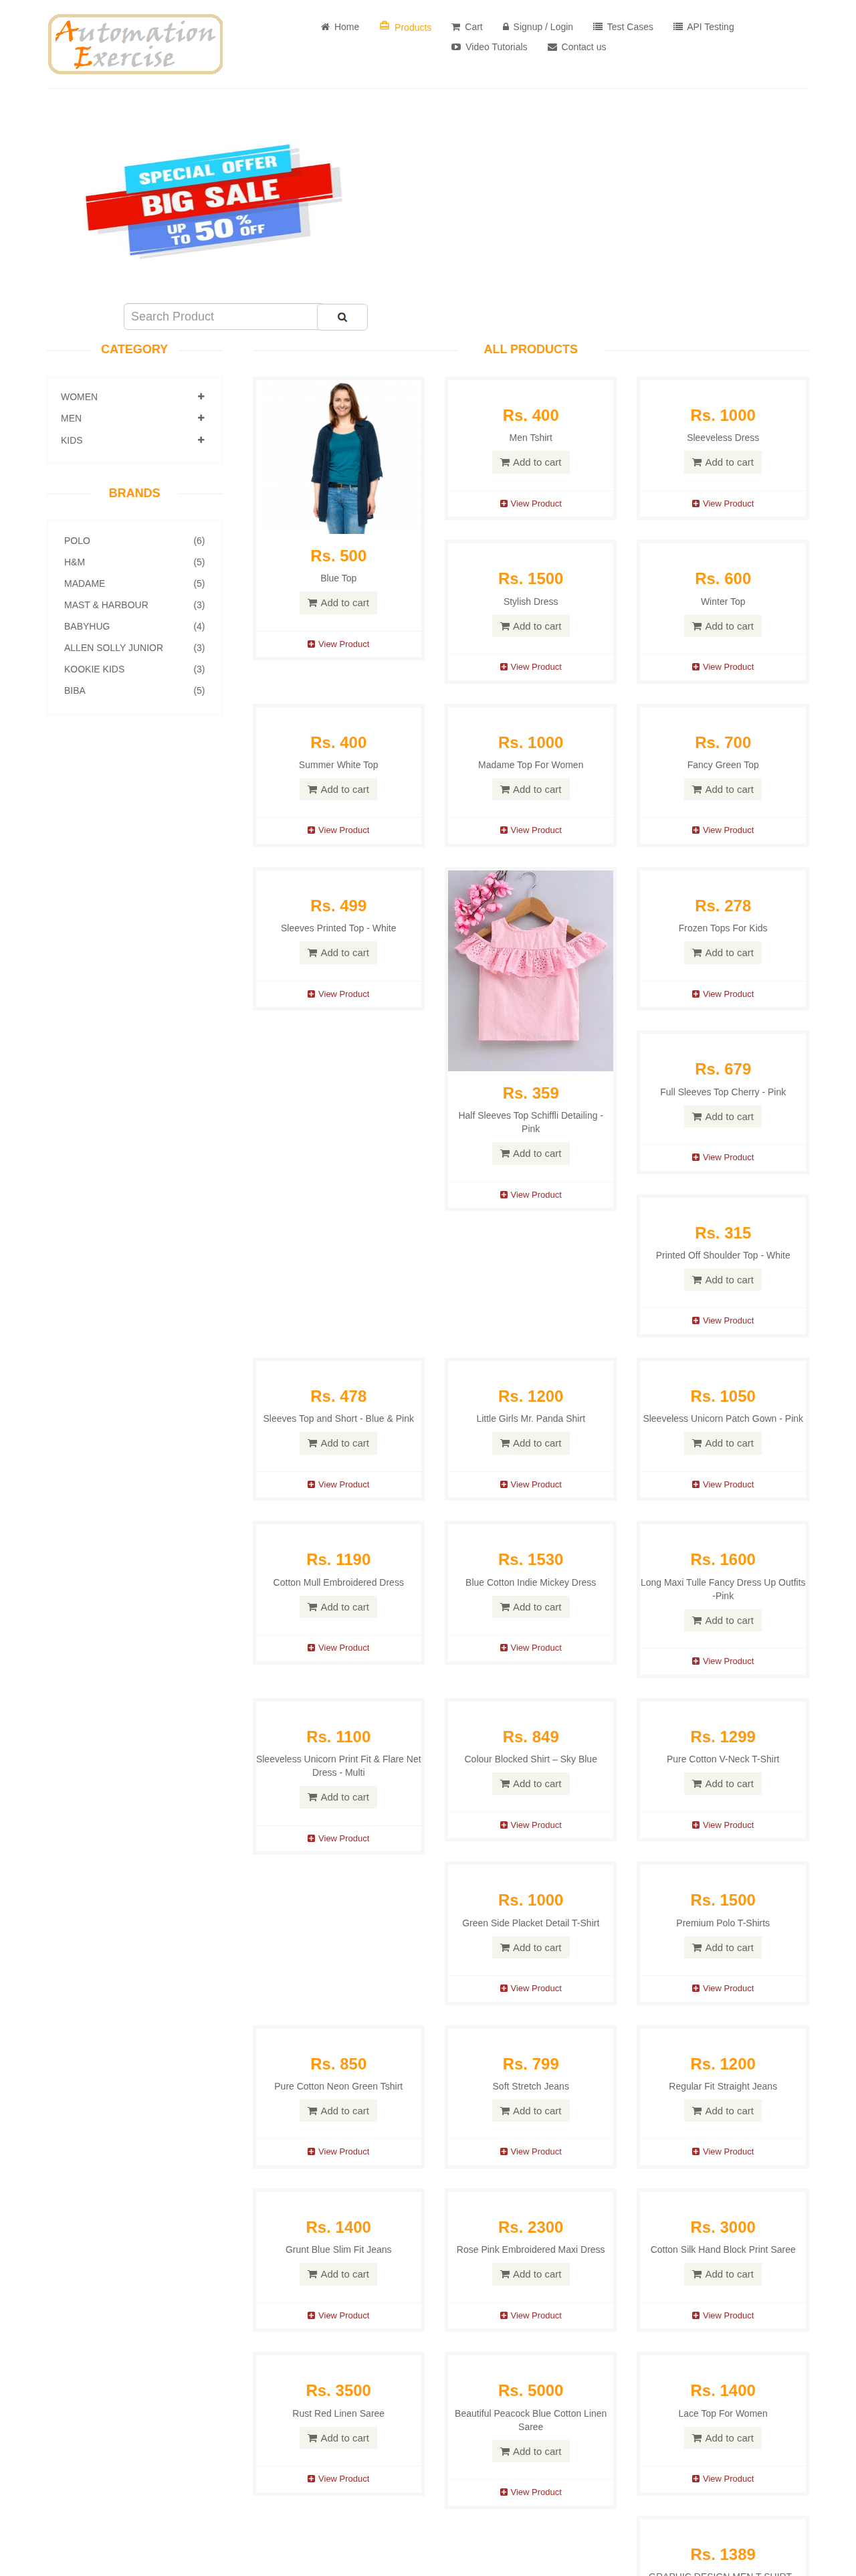 Automation
Exercise
Home
Products
Cart
Signup / Login
Test Cases
API Testing
Video Tutorials
Contact us
SPECIAL OFFER
BIG SALE
UP TO 50 % OFF
Search Product
CATEGORY
WOMEN
MEN
KIDS
BRANDS
POLO (6)
H&M (5)
MADAME (5)
MAST & HARBOUR (3)
BABYHUG (4)
ALLEN SOLLY JUNIOR (3)
KOOKIE KIDS (3)
BIBA (5)
ALL PRODUCTS
Rs. 500
Blue Top
Add to cart
View Product
Rs. 400
Men Tshirt
Add to cart
View Product
Rs. 1000
Sleeveless Dress
Add to cart
View Product
Rs. 1500
Stylish Dress
Add to cart
View Product
Rs. 600
Winter Top
Add to cart
View Product
Rs. 400
Summer White Top
Add to cart
View Product
Rs. 1000
Madame Top For Women
Add to cart
View Product
Rs. 700
Fancy Green Top
Add to cart
View Product
Rs. 499
Sleeves Printed Top - White
Add to cart
View Product
Rs. 359
Half Sleeves Top Schiffli Detailing -
Pink
Add to cart
View Product
Rs. 278
Frozen Tops For Kids
Add to cart
View Product
Rs. 679
Full Sleeves Top Cherry - Pink
Add to cart
View Product
Rs. 315
Printed Off Shoulder Top - White
Add to cart
View Product
Rs. 478
Sleeves Top and Short - Blue & Pink
Add to cart
View Product
Rs. 1200
Little Girls Mr. Panda Shirt
Add to cart
View Product
Rs. 1050
Sleeveless Unicorn Patch Gown - Pink
Add to cart
View Product
Rs. 1190
Cotton Mull Embroidered Dress
Add to cart
View Product
Rs. 1530
Blue Cotton Indie Mickey Dress
Add to cart
View Product
Rs. 1600
Long Maxi Tulle Fancy Dress Up Outfits
-Pink
Add to cart
View Product
Rs. 1100
Sleeveless Unicorn Print Fit & Flare Net
Dress - Multi
Add to cart
View Product
Rs. 849
Colour Blocked Shirt – Sky Blue
Add to cart
View Product
Rs. 1299
Pure Cotton V-Neck T-Shirt
Add to cart
View Product
Rs. 1000
Green Side Placket Detail T-Shirt
Add to cart
View Product
Rs. 1500
Premium Polo T-Shirts
Add to cart
View Product
Rs. 850
Pure Cotton Neon Green Tshirt
Add to cart
View Product
Rs. 799
Soft Stretch Jeans
Add to cart
View Product
Rs. 1200
Regular Fit Straight Jeans
Add to cart
View Product
Rs. 1400
Grunt Blue Slim Fit Jeans
Add to cart
View Product
Rs. 2300
Rose Pink Embroidered Maxi Dress
Add to cart
View Product
Rs. 3000
Cotton Silk Hand Block Print Saree
Add to cart
View Product
Rs. 3500
Rust Red Linen Saree
Add to cart
View Product
Rs. 5000
Beautiful Peacock Blue Cotton Linen
Saree
Add to cart
View Product
Rs. 1400
Lace Top For Women
Add to cart
View Product
Rs. 1389
GRAPHIC DESIGN MEN T SHIRT